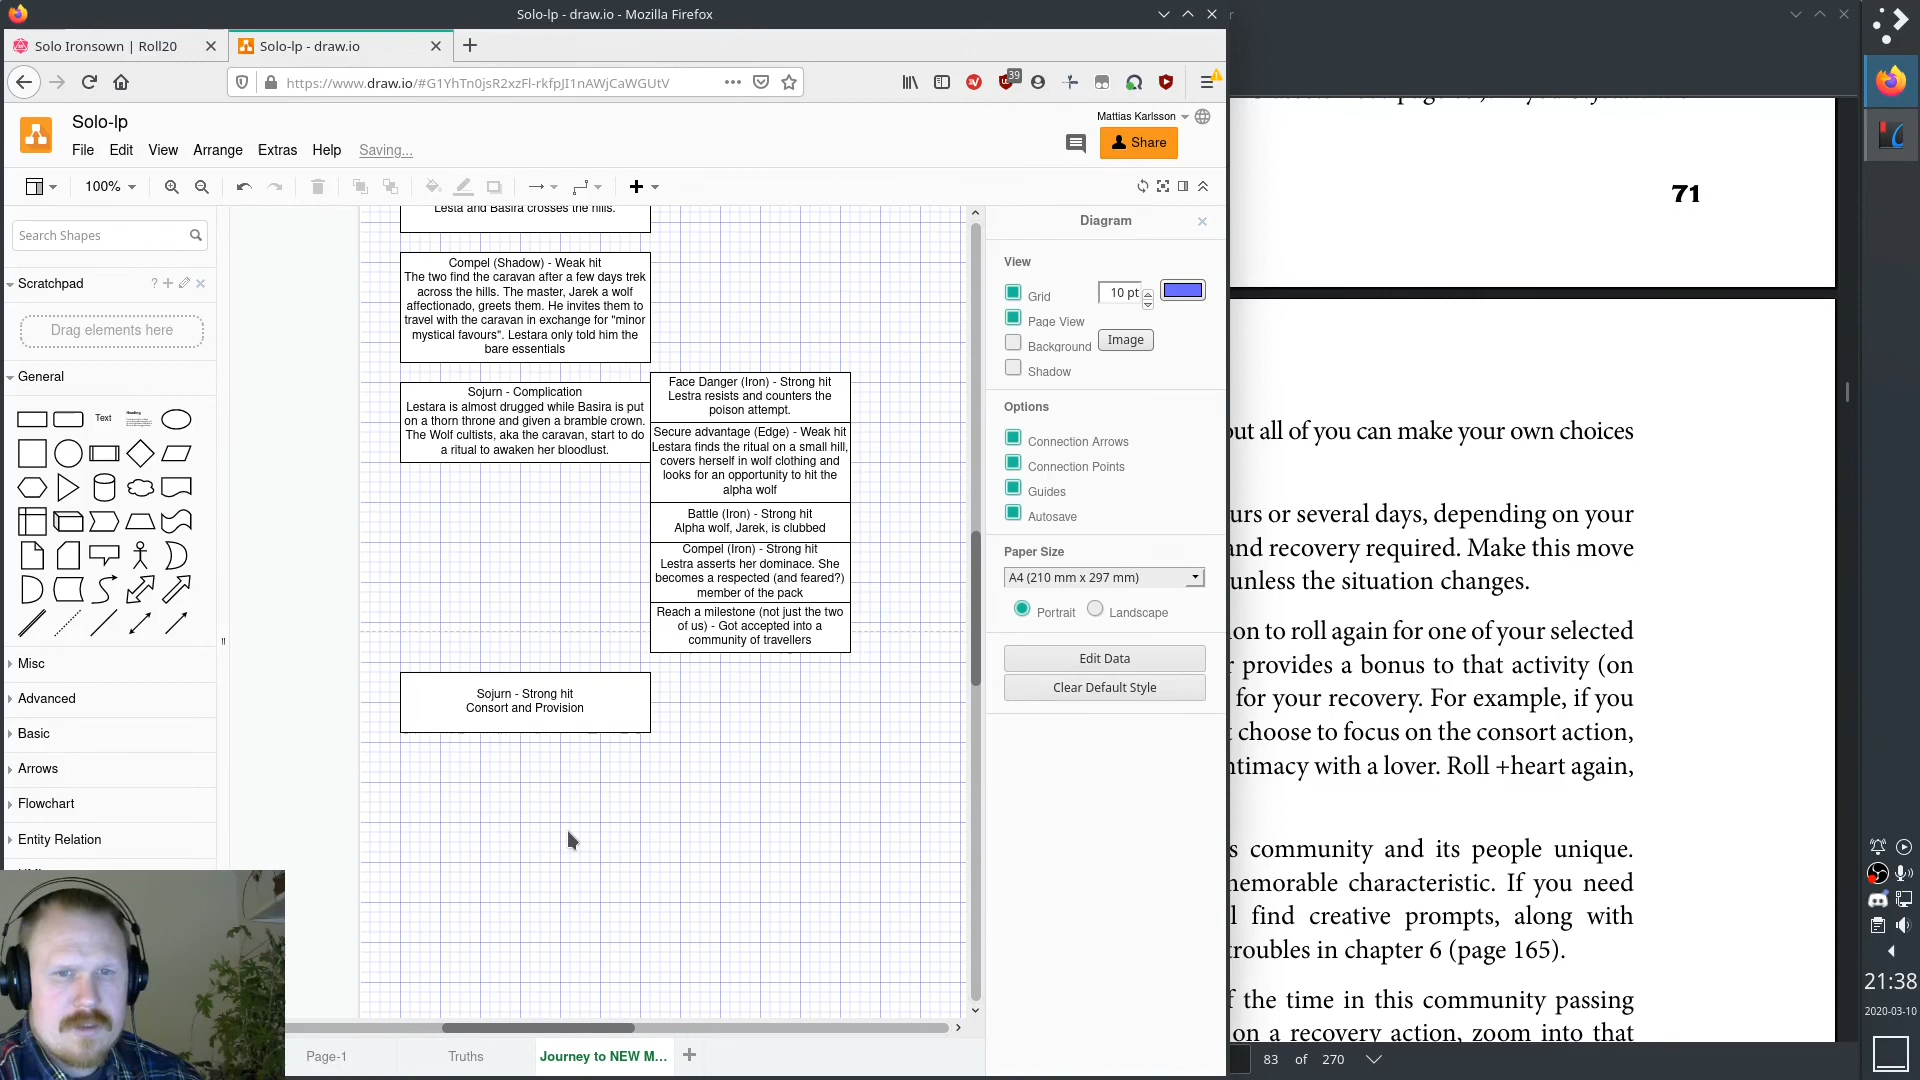 Solo-lp - draw.io - Mozilla Firefox
Solo Ironsown | Roll20
Solo-lp - draw.io
https://www.draw.io/#G1YhTn0jsR2xzFl-rkfpJI1nAWjCaWGUtV
39
Solo-lp
Mattias Karlsson
File Edit View Arrange Extras Help Saving...
Share
100%
Search Shapes
Scratchpad
Drag elements here
General
Text
Heading
Misc
Advanced
Basic
Arrows
Flowchart
Entity Relation
Lesta and Basira crosses the hills.
Compel (Shadow) - Weak hit
The two find the caravan after a few days trek
across the hills. The master, Jarek a wolf
affectionado, greets them. He invites them to
travel with the caravan in exchange for "minor
mystical favours". Lestara only told him the
bare essentials
Sojurn - Complication
Lestara is almost drugged while Basira is put
on a thorn throne and given a bramble crown.
The Wolf cultists, aka the caravan, start to do
a ritual to awaken her bloodlust.
Face Danger (Iron) - Strong hit
Lestra resists and counters the
poison attempt.
Secure advantage (Edge) - Weak hit
Lestara finds the ritual on a small hill,
covers herself in wolf clothing and
looks for an opportunity to hit the
alpha wolf
Battle (Iron) - Strong hit
Alpha wolf, Jarek, is clubbed
Compel (Iron) - Strong hit
Lestra asserts her dominace. She
becomes a respected (and feared?)
member of the pack
Reach a milestone (not just the two
of us) - Got accepted into a
community of travellers
Sojurn - Strong hit
Consort and Provision
Diagram
View
Grid
10 pt
Page View
Background
Image
Shadow
Options
Connection Arrows
Connection Points
Guides
Autosave
Paper Size
A4 (210 mm x 297 mm)
Portrait
Landscape
Edit Data
Clear Default Style
Page-1
Truths
Journey to NEW M...
71
but all of you can make your own choices
urs or several days, depending on your
and recovery required. Make this move
unless the situation changes.
on to roll again for one of your selected
r provides a bonus to that activity (on
for your recovery. For example, if you
t choose to focus on the consort action,
ntimacy with a lover. Roll +heart again,
s community and its people unique.
memorable characteristic. If you need
l find creative prompts, along with
troubles in chapter 6 (page 165).
f the time in this community passing
on a recovery action, zoom into that
83 of 270
21:38
2020-03-10